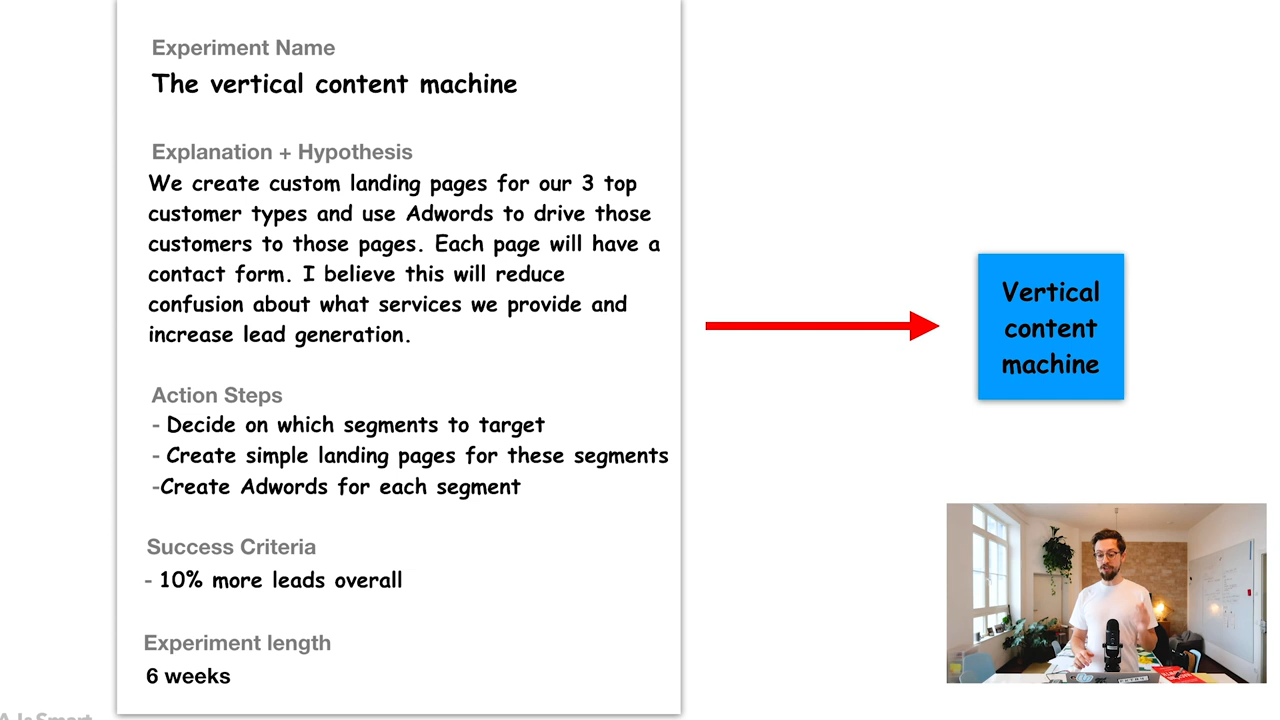 Experiment Name
The vertical content machine
Explanation + Hypothesis
We create custom landing pages for our 3 top
customer types and use Adwords to drive those
customers to those pages. Each page will have a
contact form. I believe this will reduce
confusion about what services we provide and
increase lead generation.
Action Steps
- Decide on which segments to target
- Create simple landing pages for these segments
-Create Adwords for each segment
Success Criteria
- 10% more leads overall
Experiment length
6 weeks
Vertical
content
machine